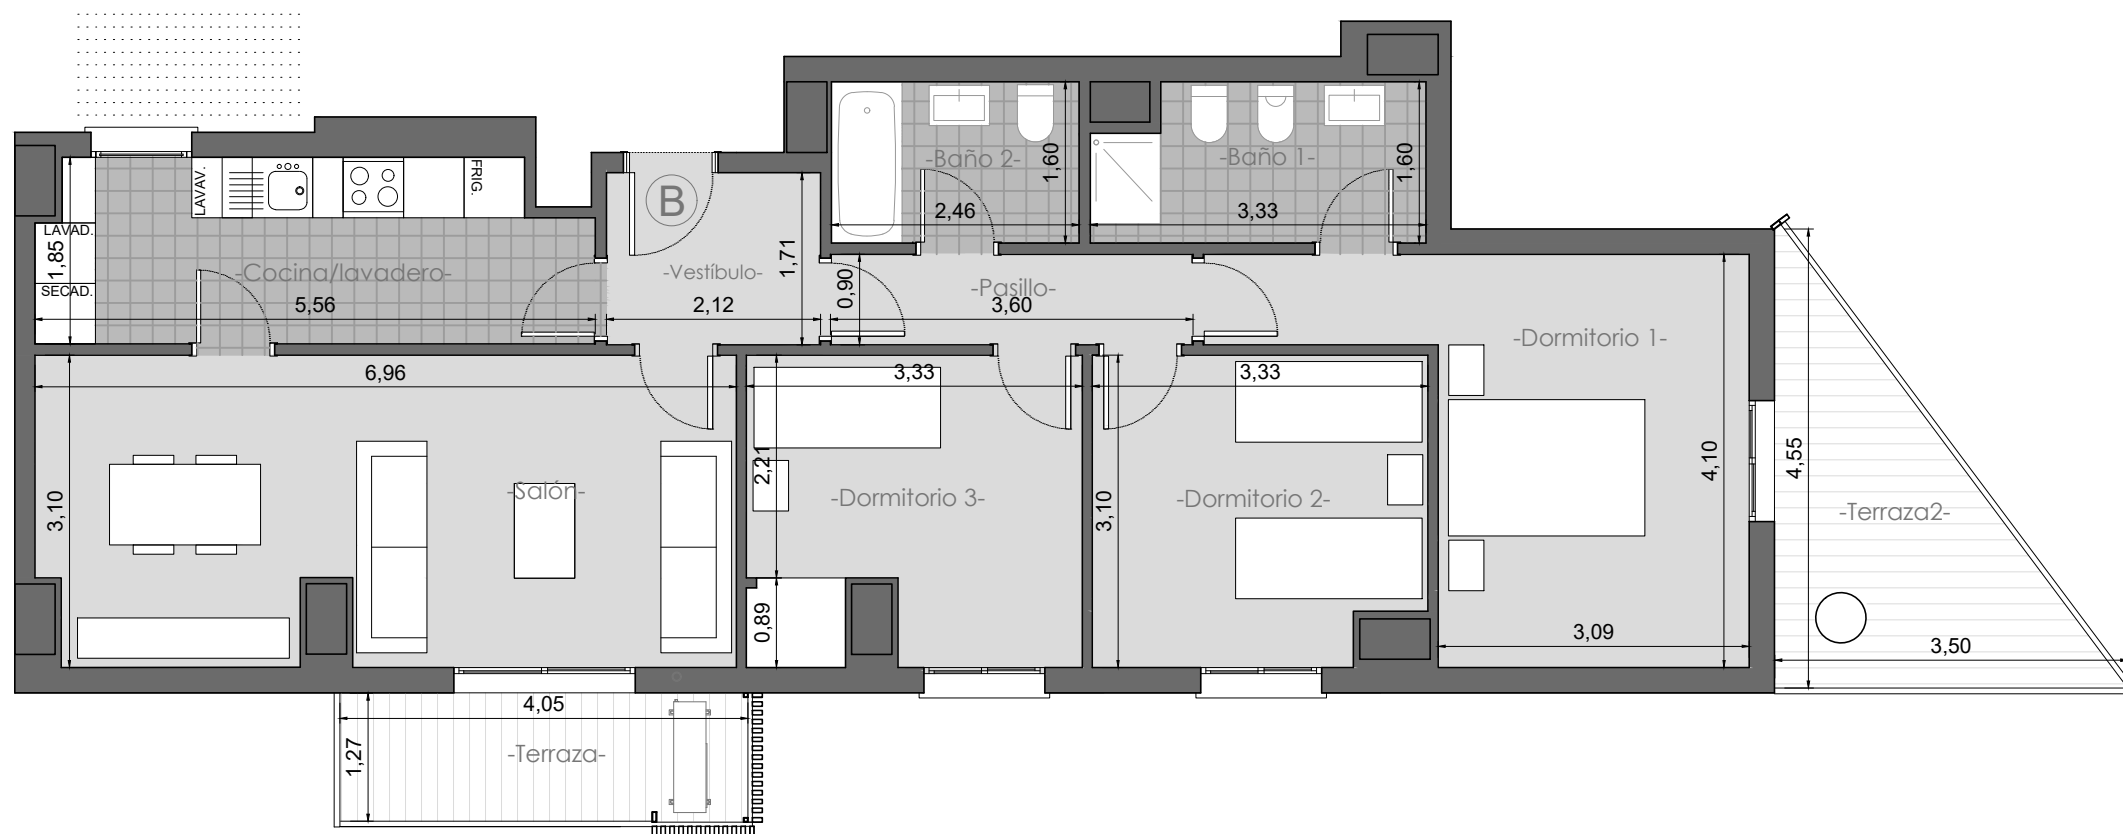 -Baño 2-
1,60
2,46
-Baño 1-
1,60
3,33
LAVAV.
FRIG.
LAVAD.
1,85
SECAD.
-Cocina/lavadero-
5,56
B
-Vestíbulo-
1,71
2,12
0,90
-Pasillo-
3,60
-Dormitorio 1-
4,10
3,09
6,96
3,10
-Salón-
3,33
2,21
-Dormitorio 3-
0,89
3,33
3,10
-Dormitorio 2-
4,55
-Terraza2-
3,50
4,05
1,27
-Terraza-